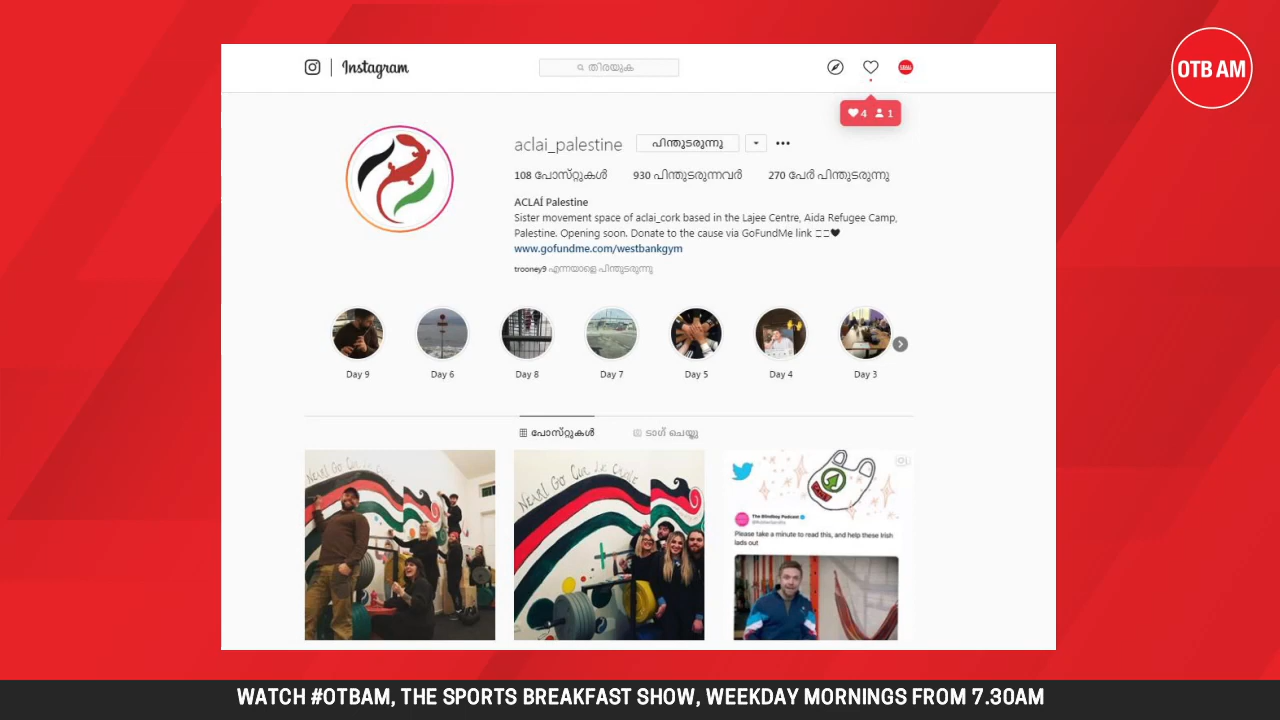 OTB AM
Instagram
തിരയുക
4 1
aclai_palestine പിന്തുടരുന്നു
108 പോസ്റ്റുകൾ 930 പിന്തുടരുന്നവർ 270 പേർ പിന്തുടരുന്നു
ACLAÍ Palestine
Sister movement space of aclai_cork based in the Lajee Centre, Aida Refugee Camp,
Palestine. Opening soon. Donate to the cause via GoFundMe link
www.gofundme.com/westbankgym
trooney9 എന്നയാളെ പിന്തുടരുന്നു
Day 9 Day 6 Day 8 Day 7 Day 5 Day 4 Day 3
പോസ്റ്റുകൾ ടാഗ് ചെയ്തു
The Blindboy Podcast
Please take a minute to read this, and help these Irish
lads out
WATCH #OTBAM, THE SPORTS BREAKFAST SHOW, WEEKDAY MORNINGS FROM 7.30AM